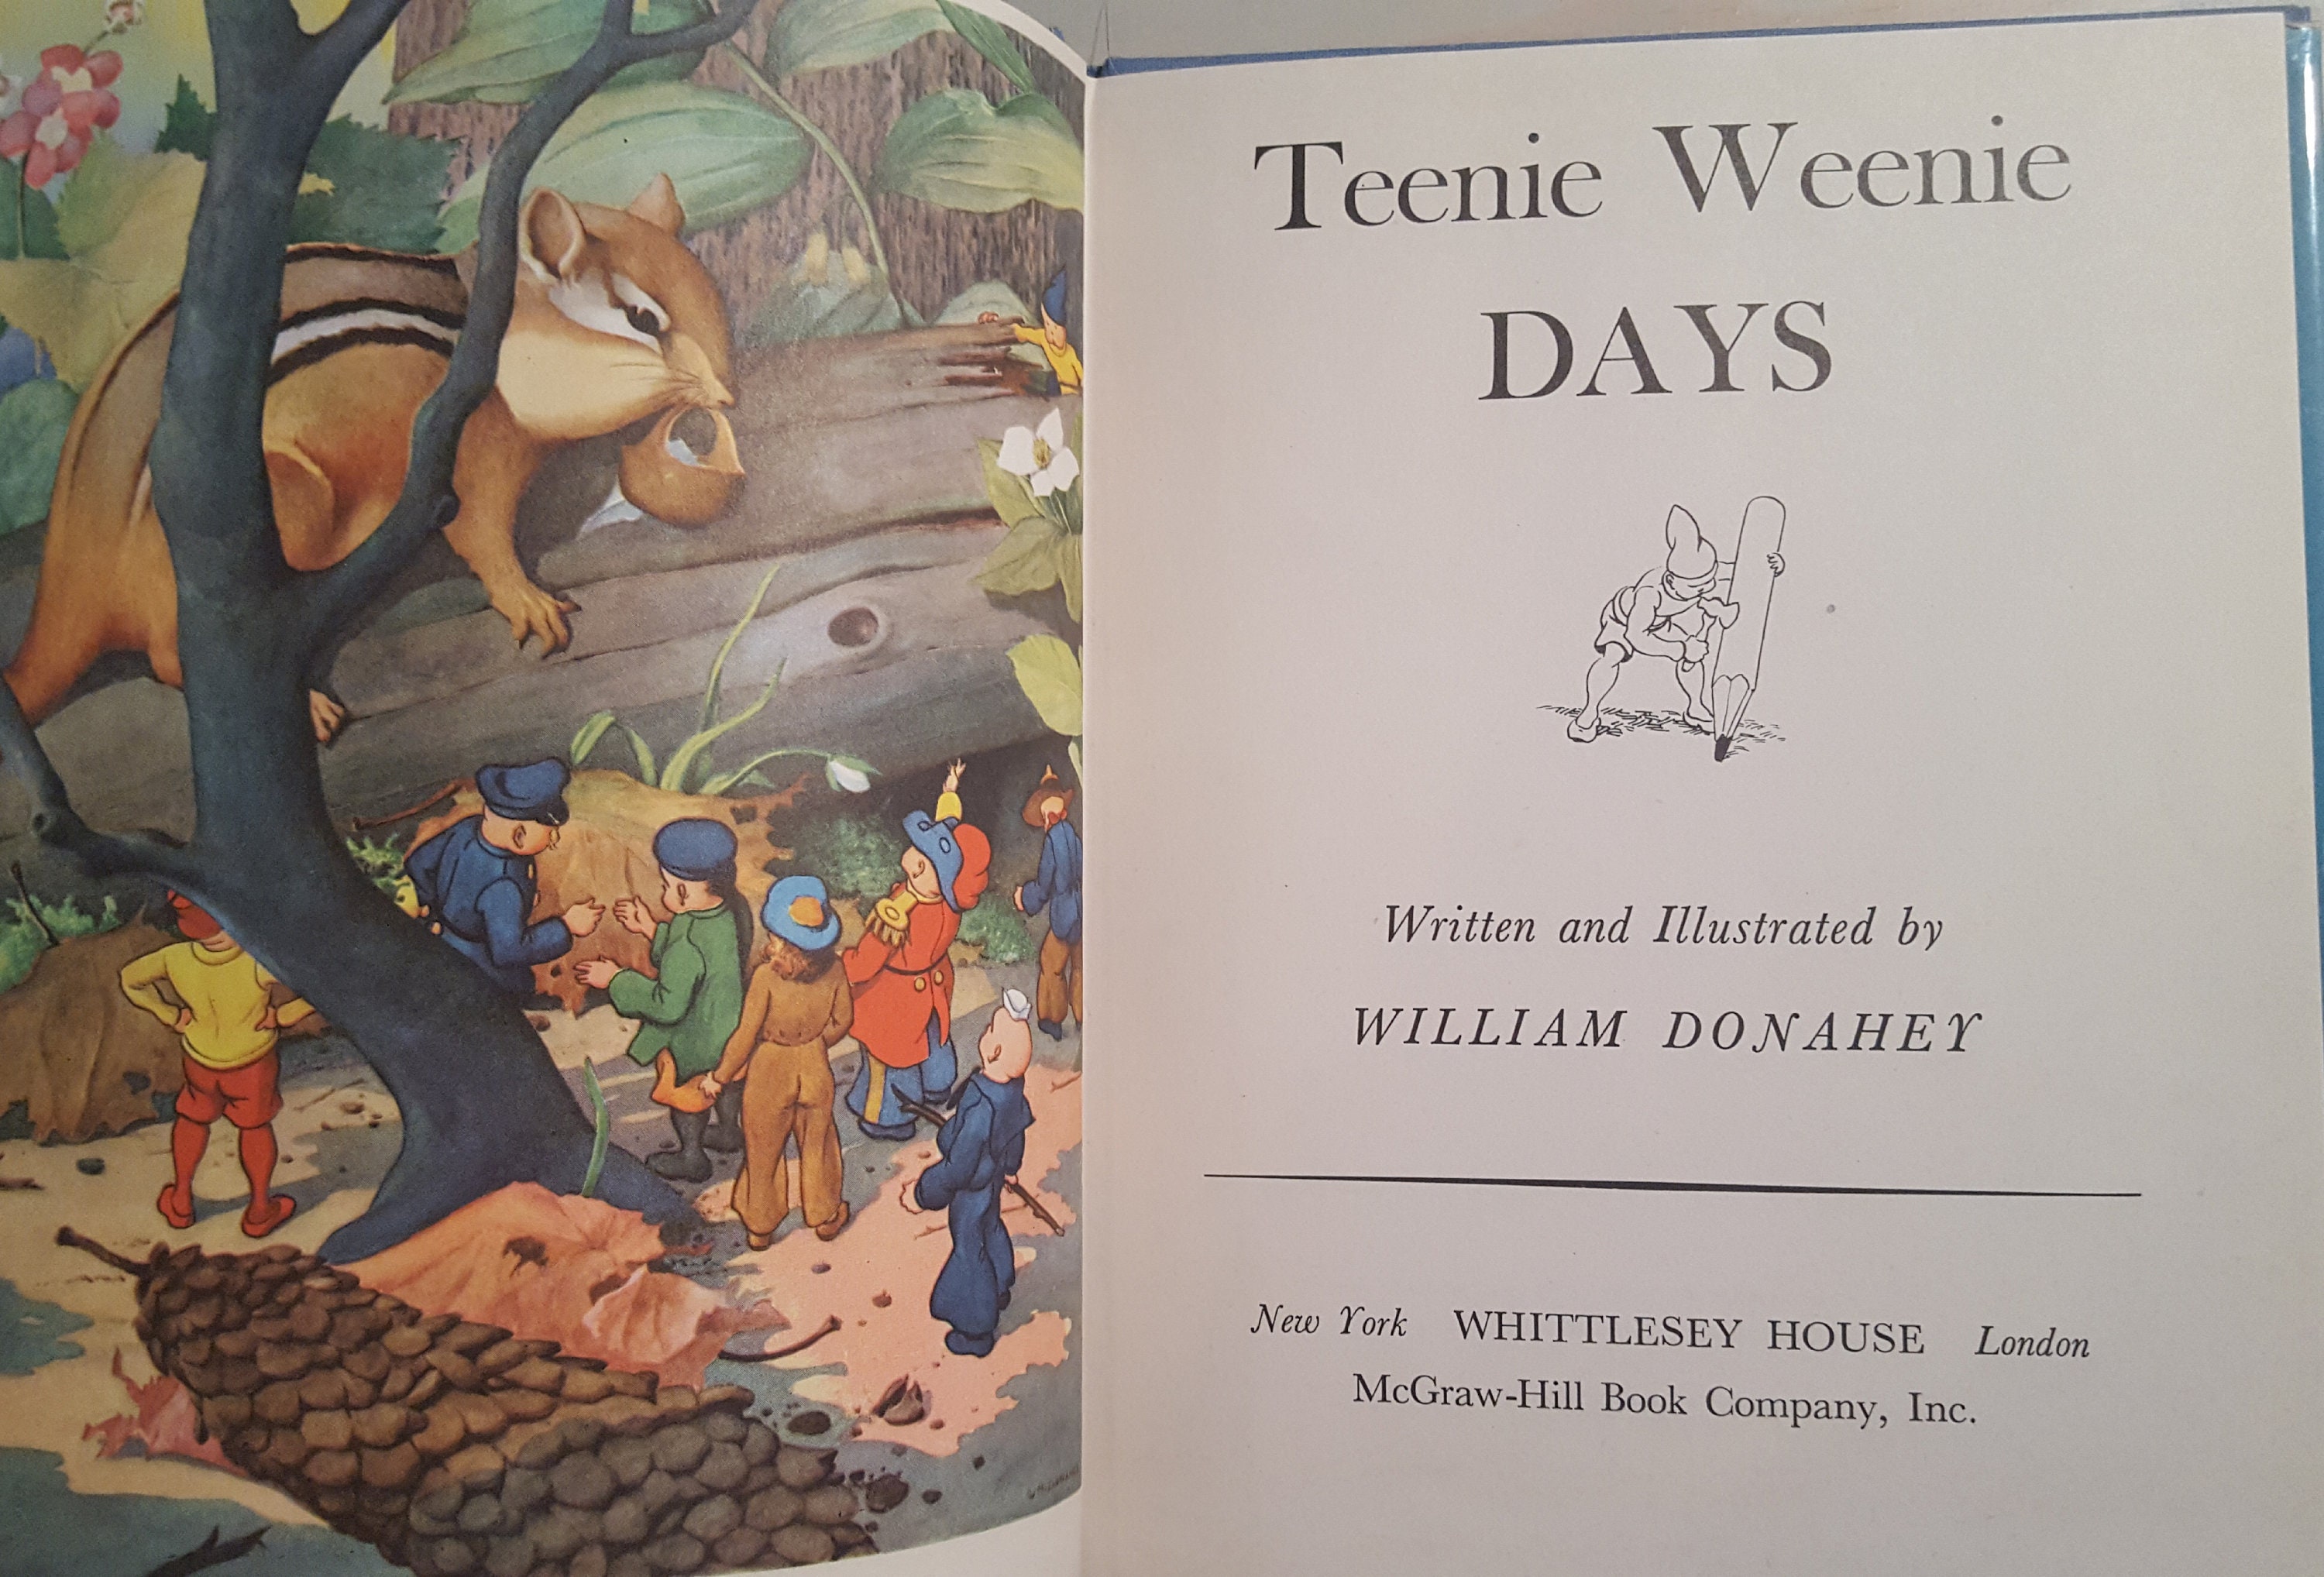 Teenie Weenie
DAYS
Written and Illustrated by
WILLIAM DONAHEY
New York WHITTLESEY HOUSE London
McGraw-Hill Book Company, Inc.